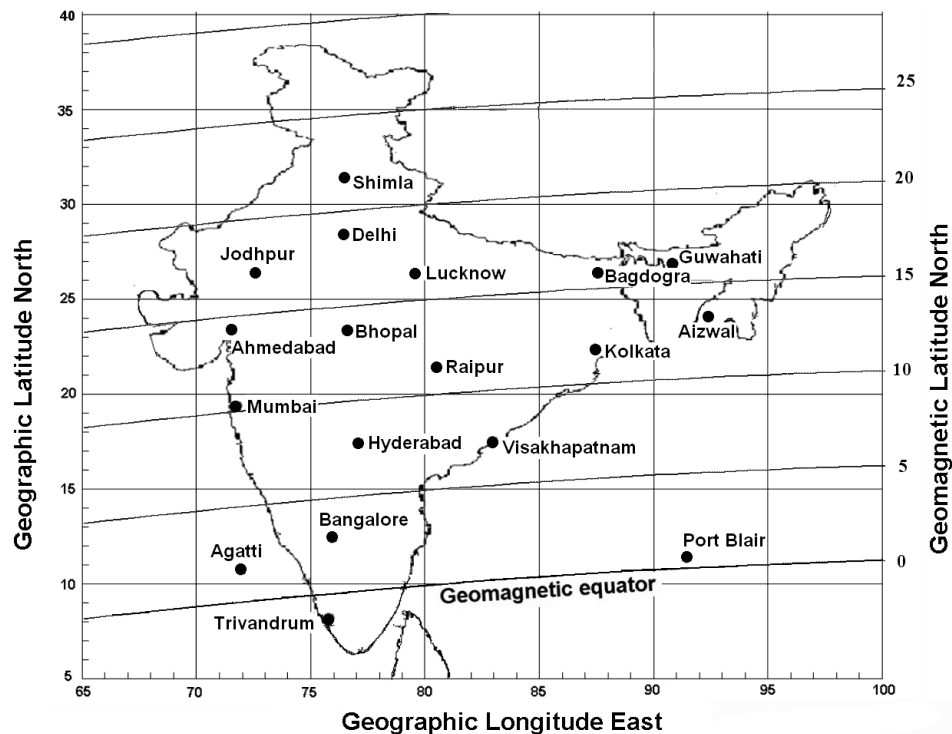 40
35
25
Shimla
20
30
Delhi
Jodhpur
Guwahati
Lucknow
Bagdogra
15
25
Ahmedabad
Bhopal
Aizwal
Kolkata
Raipur
10
20
Mumbai
Hyderabad
Visakhapatnam
5
15
Bangalore
Port Blair
Agatti
0
10
Geomagnetic equator
Trivandrum
5
65
70
75
80
85
90
95
100
Geographic Longitude East
Geographic Latitude North
Geomagnetic Latitude North